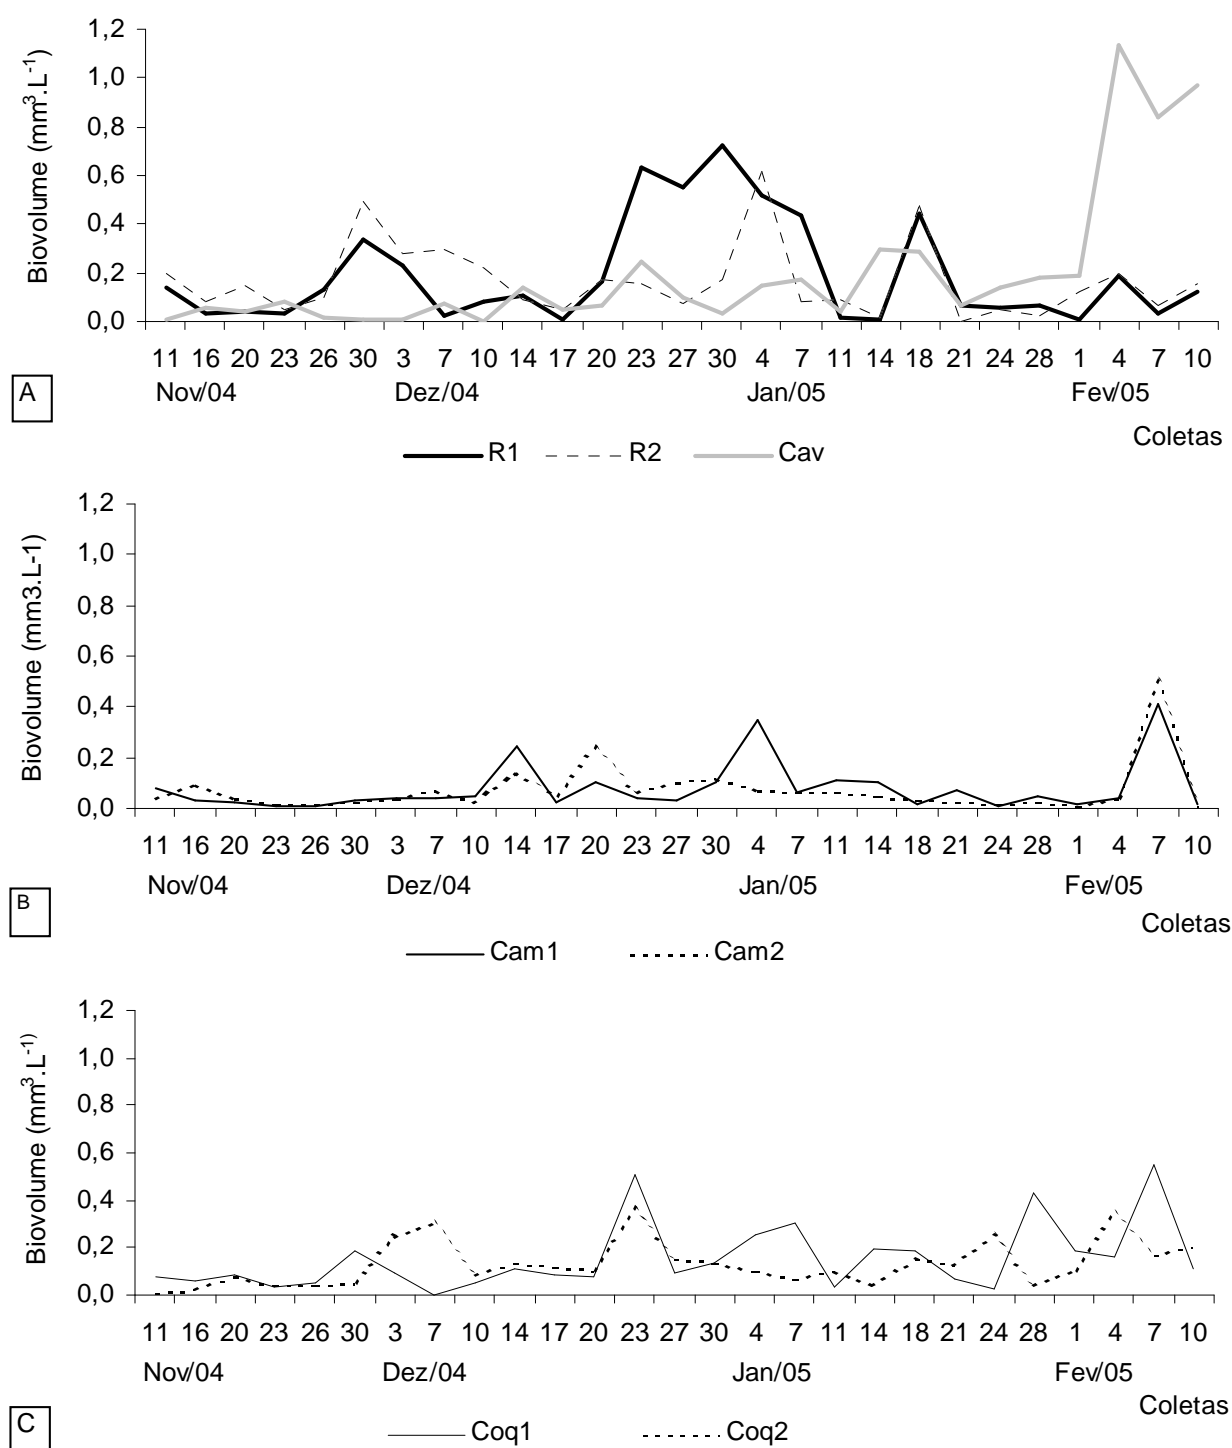 Biovolume (mm³.L⁻¹)
1,2
1,0
0,8
0,6
0,4
0,2
0,0
11 16 20 23 26 30 3 7 10 14 17 20 23 27 30 4 7 11 14 18 21 24 28 1 4 7 10
Nov/04 Dez/04 Jan/05 Fev/05
A
Coletas
R1 R2 Cav
Biovolume (mm3.L-1)
1,2
1,0
0,8
0,6
0,4
0,2
0,0
11 16 20 23 26 30 3 7 10 14 17 20 23 27 30 4 7 11 14 18 21 24 28 1 4 7 10
Nov/04 Dez/04 Jan/05 Fev/05
B
Coletas
Cam1 Cam2
Biovolume (mm³.L⁻¹⁾
1,2
1,0
0,8
0,6
0,4
0,2
0,0
11 16 20 23 26 30 3 7 10 14 17 20 23 27 30 4 7 11 14 18 21 24 28 1 4 7 10
Nov/04 Dez/04 Jan/05 Fev/05
Coletas
C
Coq1 Coq2